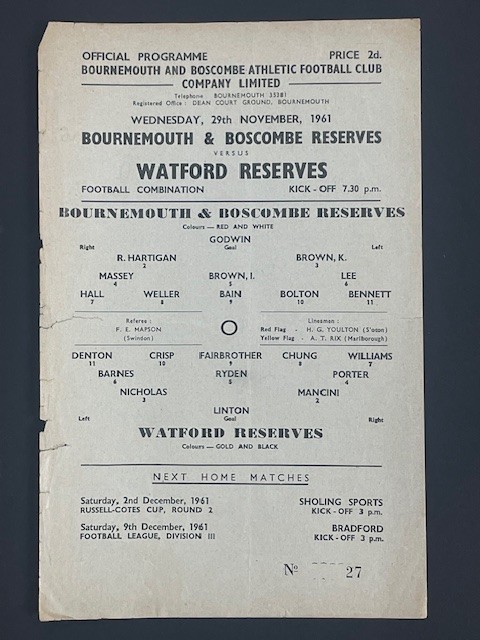 OFFICIAL PROGRAMME PRICE 2d.
BOURNEMOUTH AND BOSCOMBE ATHLETIC FOOTBALL CLUB
COMPANY LIMITED
Telephone : BOURNEMOUTH 35381
Registered Office : DEAN COURT GROUND, BOURNEMOUTH
WEDNESDAY, 29th NOVEMBER, 1961
BOURNEMOUTH & BOSCOMBE RESERVES
VERSUS
WATFORD RESERVES
FOOTBALL COMBINATION KICK - OFF 7.30 p.m.
BOURNEMOUTH & BOSCOMBE RESERVES
Colours — RED AND WHITE
GODWIN
Right Goal Left
R. HARTIGAN BROWN, K.
2 3
MASSEY BROWN, I. LEE
4 5 6
HALL WELLER BAIN BOLTON BENNETT
7 8 9 10 11
Referee : Linesmen :
F. E. MAPSON Red Flag - H. G. YOULTON (S'oton)
(Swindon) Yellow Flag - A. T. RIX (Marlborough)
DENTON CRISP FAIRBROTHER CHUNG WILLIAMS
11 10 9 8 7
BARNES RYDEN PORTER
6 5 4
NICHOLAS MANCINI
3 2
LINTON
Left Goal Right
WATFORD RESERVES
Colours — GOLD AND BLACK
NEXT HOME MATCHES
Saturday, 2nd December, 1961 SHOLING SPORTS
RUSSELL-COTES CUP, ROUND 2 KICK - OFF 3 p.m.
Saturday, 9th December, 1961 BRADFORD
FOOTBALL LEAGUE, DIVISION III KICK - OFF 3 p.m.
Nº 27